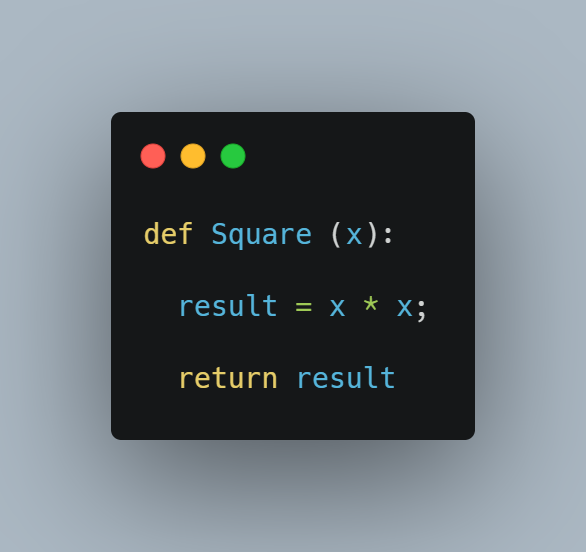 def Square (x):
  result = x * x;
  return result